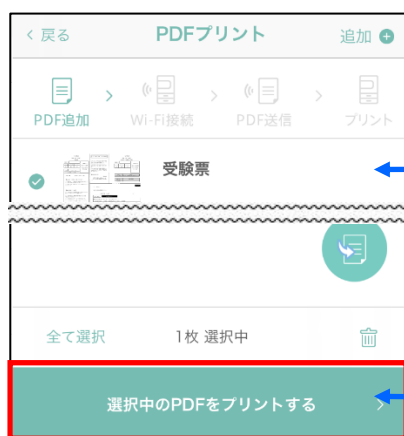 < 戻る PDFプリント 追加
PDF追加 Wi-Fi接続 PDF送信 プリント
受験票
全て選択 1枚 選択中
選択中のPDFをプリントする >